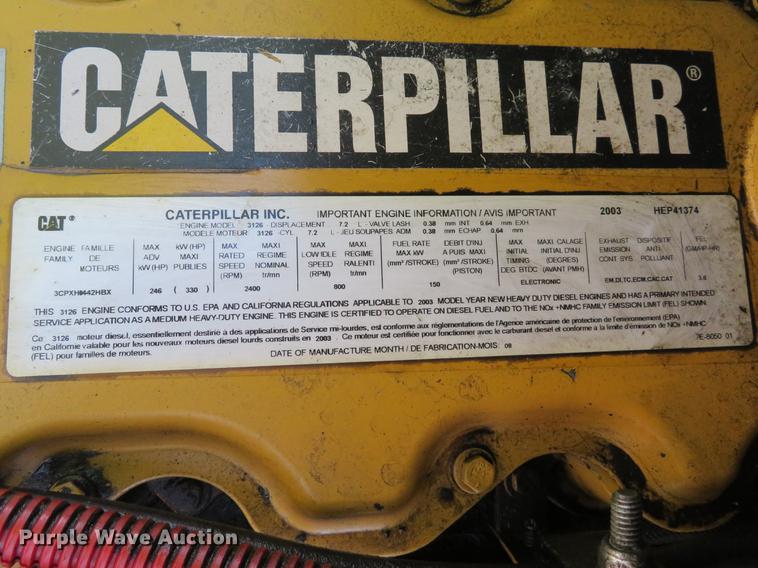 CATERPILLAR®
CAT
CATERPILLAR INC. IMPORTANT ENGINE INFORMATION / AVIS IMPORTANT 2003 HEP41374
ENGINE MODEL 3126 - DISPLACEMENT 7.2 L - VALVE LASH 0.38 mm INT 0.64 mm EXH
MODELE MOTEUR 3126 -CYL 7.2 L - JEU SOUPAPES ADM 0.38 mm ECHAP 0.64 mm
ENGINE FAMILLE MAX kW(HP) MAX MAXI MAX MAXI FUEL RATE DEBIT D'INJ MAX MAXI CALAGE EXHAUST DISPOSITIF FEL
FAMILY DE ADV MAXI RATED REGIME LOW IDLE REGIME MAX kW A PUIS MAXI INITIAL INITIAL D'INJ EMISSION ANTI (GM/HP-HR)
MOTEURS kW (HP) PUBLIES SPEED NOMINAL SPEED RALENTI (mm³/STROKE) (mm³/STROKE) TIMING (DEGRES) CONT SYS. POLLUANT
(RPM) tr/mn (RPM) tr/mn (PISTON) DEG BTDC (AVANT PMH)
246 ( 330 ) 2400 800 150 ELECTRONIC EM,DI,TC,ECM,CAC,CAT
THIS 3126 ENGINE CONFORMS TO U.S. EPA AND CALIFORNIA REGULATIONS APPLICABLE TO 2003 MODEL YEAR NEW HEAVY DUTY DIESEL ENGINES AND HAS A PRIMARY INTENDED
SERVICE APPLICATION AS A MEDIUM HEAVY-DUTY ENGINE. THIS ENGINE IS CERTIFIED TO OPERATE ON DIESEL FUEL AND TO THE NOx +NMHC FAMILY EMISSION LIMIT (FEL) SHOWN.
Ce 3126 moteur diesel, essentiellement destiné à des applications de Service mi-lourdes, est conforme aux réglementations de l'Agence américaine de protection de l'environnement (EPA)
en Californie valable pour les nouveaux moteurs diesel lourds construits en 2003 . Ce moteur est certifié pour fonctionner avec le carburant diesel et conforme à la limite d'émission de NOx +NMHC
(FEL) pour familles de moteurs. DATE OF MANUFACTURE MONTH / DE FABRICATION-MOIS: 7E-8050 01
Purple Wave Auction